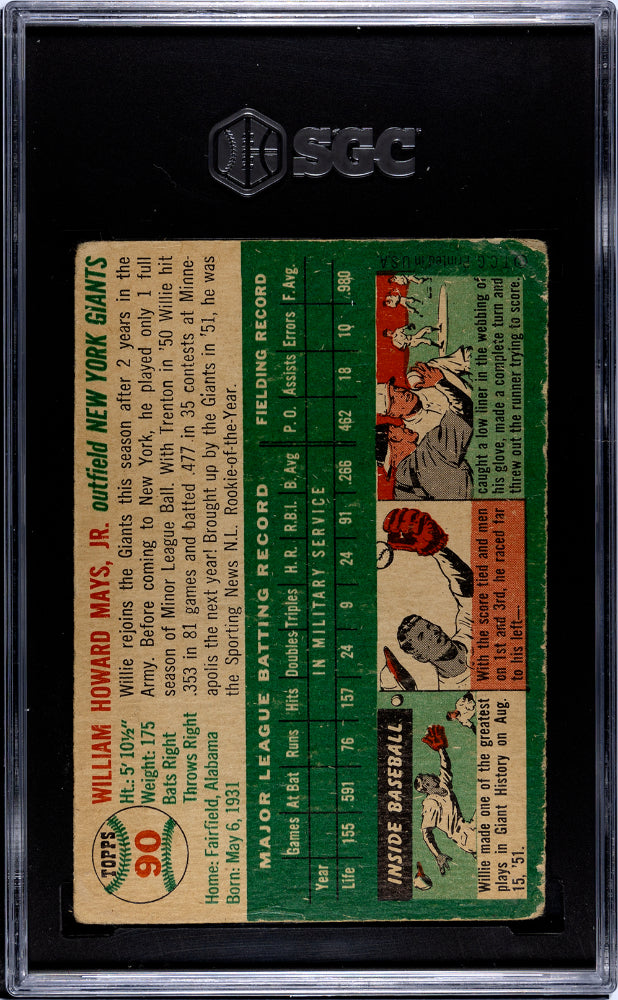 SGC
TOPPS
90
WILLIAM HOWARD MAYS, JR. outfield NEW YORK GIANTS
Ht.: 5' 10½"
Weight: 175
Bats Right
Throws Right
Home: Fairfield, Alabama
Born: May 6, 1931
Willie rejoins the Giants this season after 2 years in the
Army. Before coming to New York, he played only 1 full
season of Minor League Ball. With Trenton in '50 Willie hit
.353 in 81 games and batted .477 in 35 contests at Minne-
apolis the next year! Brought up by the Giants in '51, he was
the Sporting News N.L. Rookie-of-the-Year.
MAJOR LEAGUE BATTING RECORD FIELDING RECORD
Games At Bat Runs Hits Doubles Triples H.R. R.B.I. B.Avg P.O. Assists Errors F.Avg.
Year IN MILITARY SERVICE
Life 155 591 76 157 24 9 24 91 .266 462 18 10 .980
INSIDE BASEBALL
Willie made one of the greatest
plays in Giant History on Aug.
15, '51.
With the score tied and men
on 1st and 3rd, he raced far
to his left—
caught a low liner in the webbing of
his glove, made a complete turn and
threw out the runner trying to score.
©T.C.G. Printed in U.S.A.